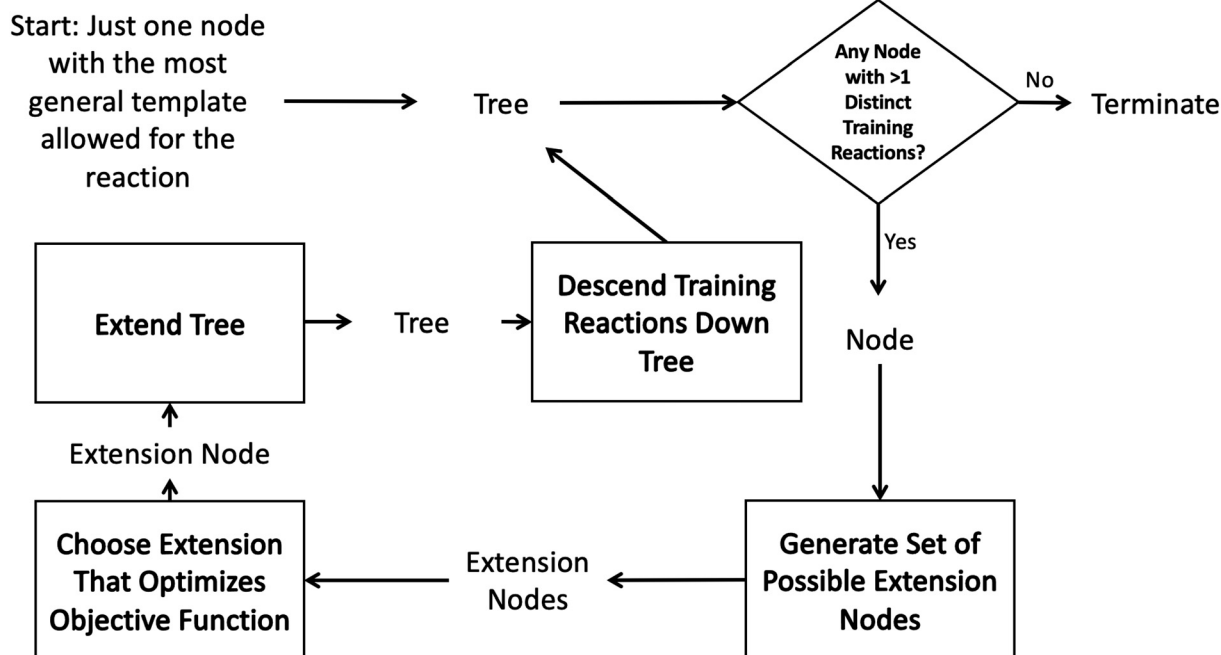 Start: Just one node
with the most
general template
allowed for the
reaction
Tree
Any Node
with >1
Distinct
Training
Reactions?
No
Terminate
Yes
Node
Generate Set of
Possible Extension
Nodes
Extension
Nodes
Choose Extension
That Optimizes
Objective Function
Extension Node
Extend Tree
Tree
Descend Training
Reactions Down
Tree